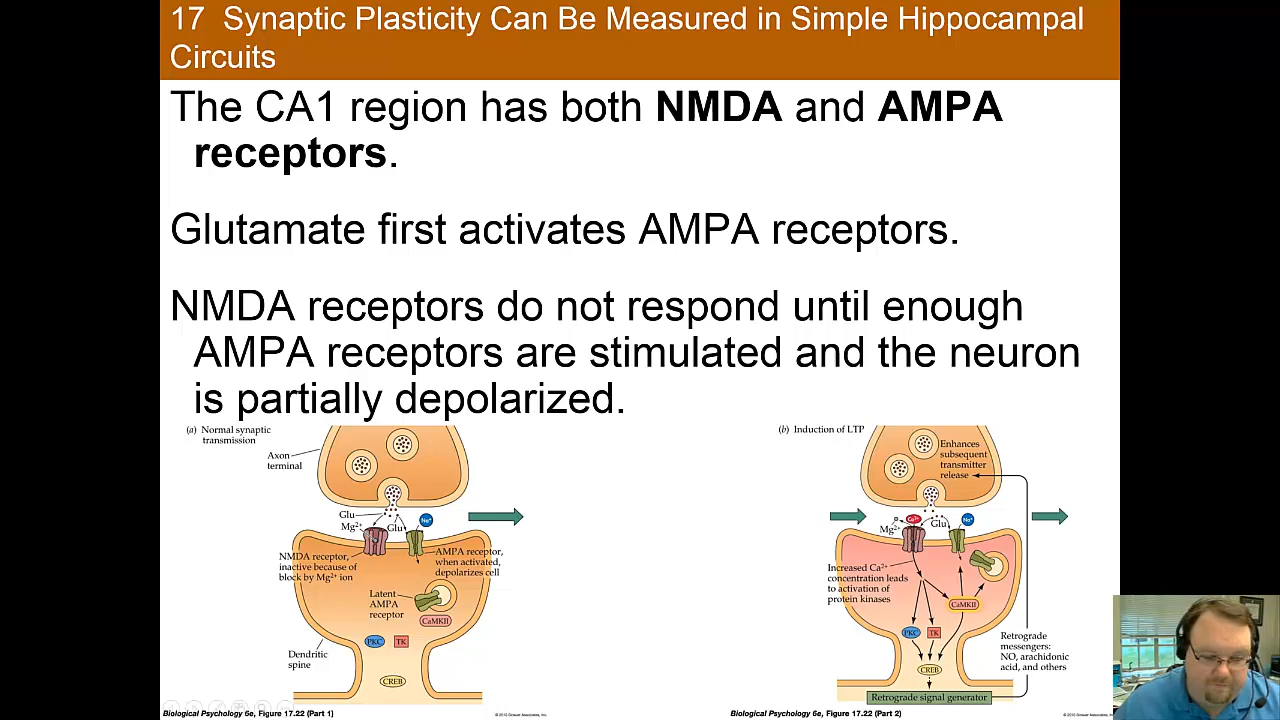 17  Synaptic Plasticity Can Be Measured in Simple Hippocampal
Circuits
The CA1 region has both NMDA and AMPA
receptors.
Glutamate first activates AMPA receptors.
NMDA receptors do not respond until enough
AMPA receptors are stimulated and the neuron
is partially depolarized.
(a) Normal synaptic
transmission
Axon
terminal
Glu
Mg²⁺
Glu
Na⁺
NMDA receptor,
inactive because of
block by Mg²⁺ ion
AMPA receptor,
when activated,
depolarizes cell
Latent
AMPA
receptor
CaMKII
PKC
TK
Dendritic
spine
CREB
Biological Psychology 6e, Figure 17.22 (Part 1)
© 2010 Sinauer Associates, Inc.
(b) Induction of LTP
Enhances
subsequent
transmitter
release
Mg²⁺
Ca²⁺
Glu
Na⁺
Increased Ca²⁺
concentration leads
to activation of
protein kinases
CaMKII
PKC
TK
Retrograde
messengers:
NO, arachidonic
acid, and others
CREB
Retrograde signal generator
Biological Psychology 6e, Figure 17.22 (Part 2)